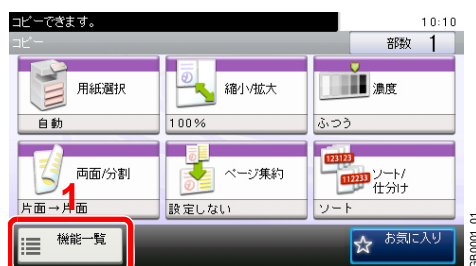 コピーできます。 10:10
コピー 部数 1
用紙選択
自動
縮小/拡大
100%
濃度
ふつう
両面/分割
片面→片面
ページ集約
設定しない
123123
112233
ソート/
仕分け
ソート
1
機能一覧
お気に入り